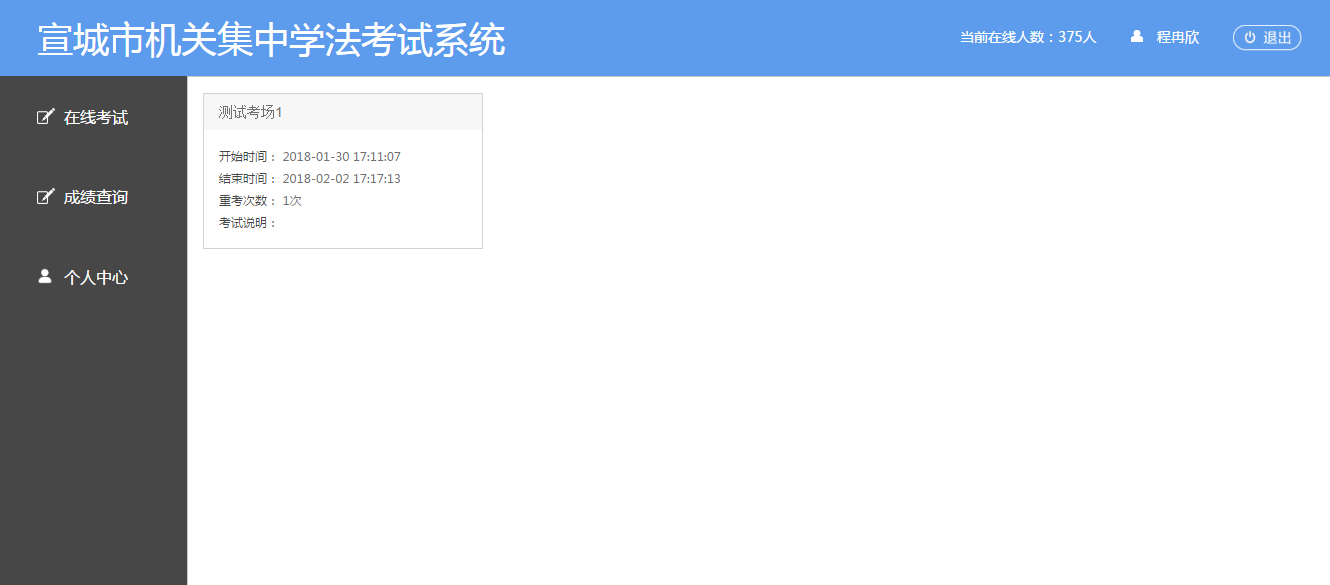 宣城市机关集中学法考试系统
当前在线人数：375人 程冉欣 退出
在线考试
成绩查询
个人中心
测试考场1
开始时间： 2018-01-30 17:11:07
结束时间： 2018-02-02 17:17:13
重考次数： 1次
考试说明：